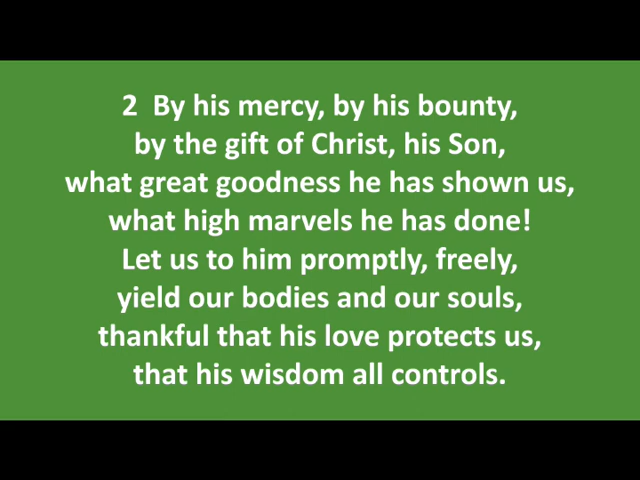 2 By his mercy, by his bounty,
by the gift of Christ, his Son,
what great goodness he has shown us,
what high marvels he has done!
Let us to him promptly, freely,
yield our bodies and our souls,
thankful that his love protects us,
that his wisdom all controls.